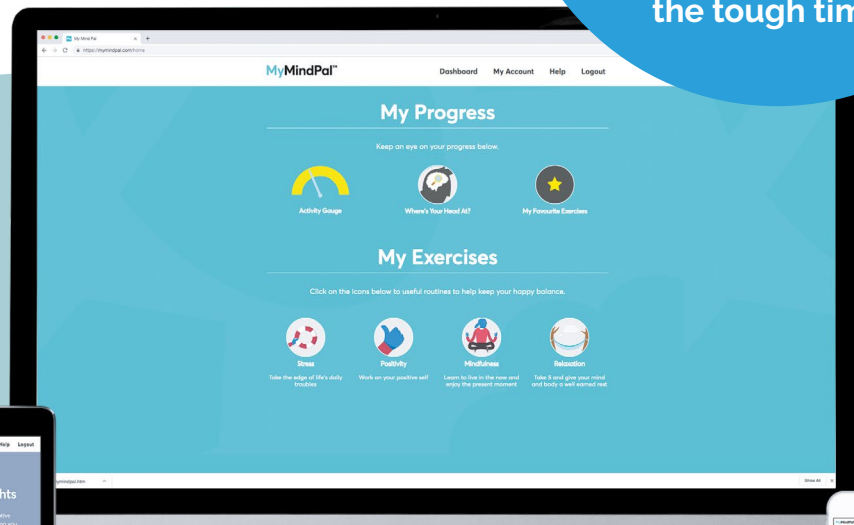 the tough tim
My Mind Pal
https://mymindpal.com/home
MyMindPal™
Dashboard My Account Help Logout
My Progress
Keep an eye on your progress below.
Activity Gauge
Where's Your Head At?
My Favourite Exercises
My Exercises
Click on the icons below to useful routines to help keep your happy balance.
Stress
Positivity
Mindfulness
Relaxation
Take the edge of life's daily
troubles
Work on your positive self
Learn to live in the now and
enjoy the present moment
Take 5 and give your mind
and body a well earned rest
Help Logout
hts
mymindpal.htm
Show All
MyMindPal